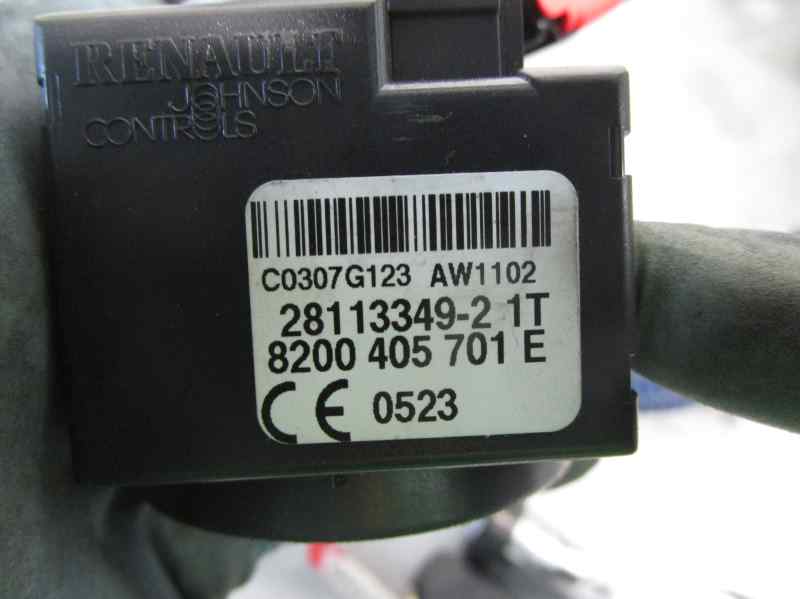 RENAULT
JOHNSON
CONTROLS
C0307G123 AW1102
28113349-2 1T
8200 405 701 E
CE 0523